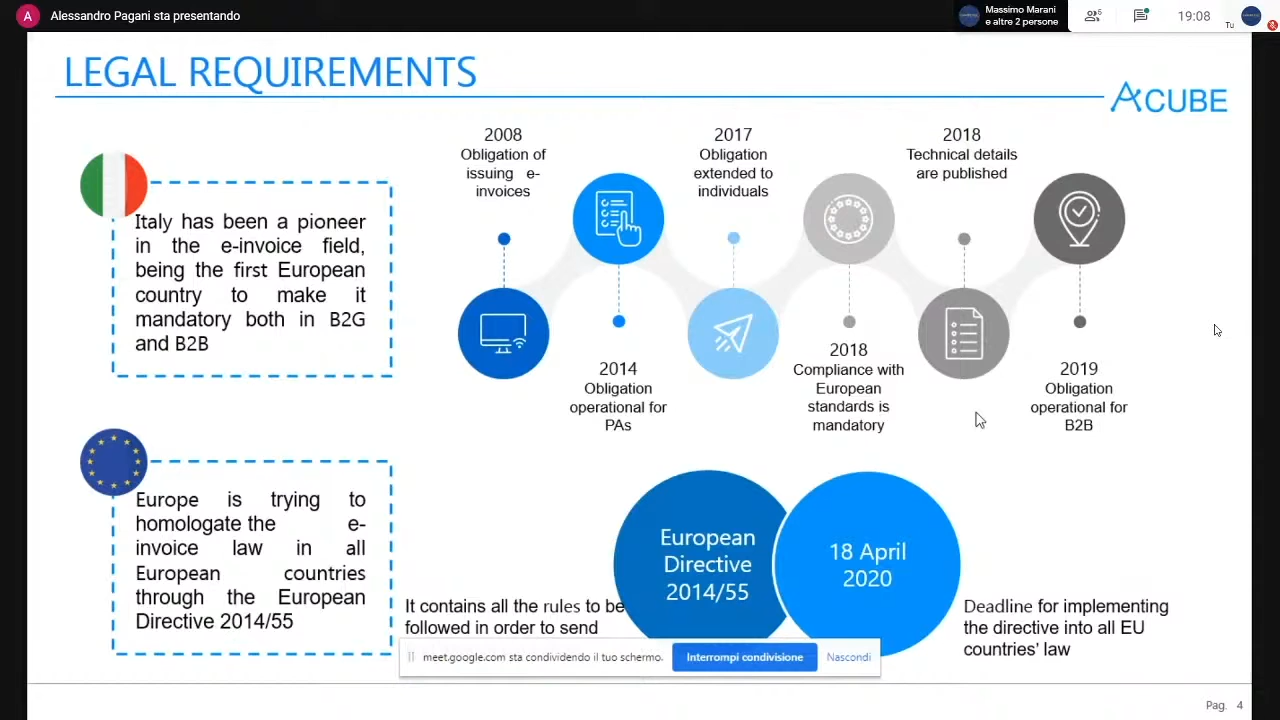 A
Alessandro Pagani sta presentando
Massimo Marani
e altre 2 persone
5
19:08
Tu
LEGAL REQUIREMENTS
ACUBE
Italy has been a pioneer
in the e-invoice field,
being the first European
country to make it
mandatory both in B2G
and B2B
2008
Obligation of
issuing e-
invoices
2014
Obligation
operational for
PAs
2017
Obligation
extended to
individuals
2018
Compliance with
European
standards is
mandatory
2018
Technical details
are published
2019
Obligation
operational for
B2B
Europe is trying to
homologate the e-
invoice law in all
European countries
through the European
Directive 2014/55
It contains all the rules to be
followed in order to send
European
Directive
2014/55
18 April
2020
Deadline for implementing
the directive into all EU
countries' law
meet.google.com sta condividendo il tuo schermo.
Interrompi condivisione
Nascondi
Pag. 4